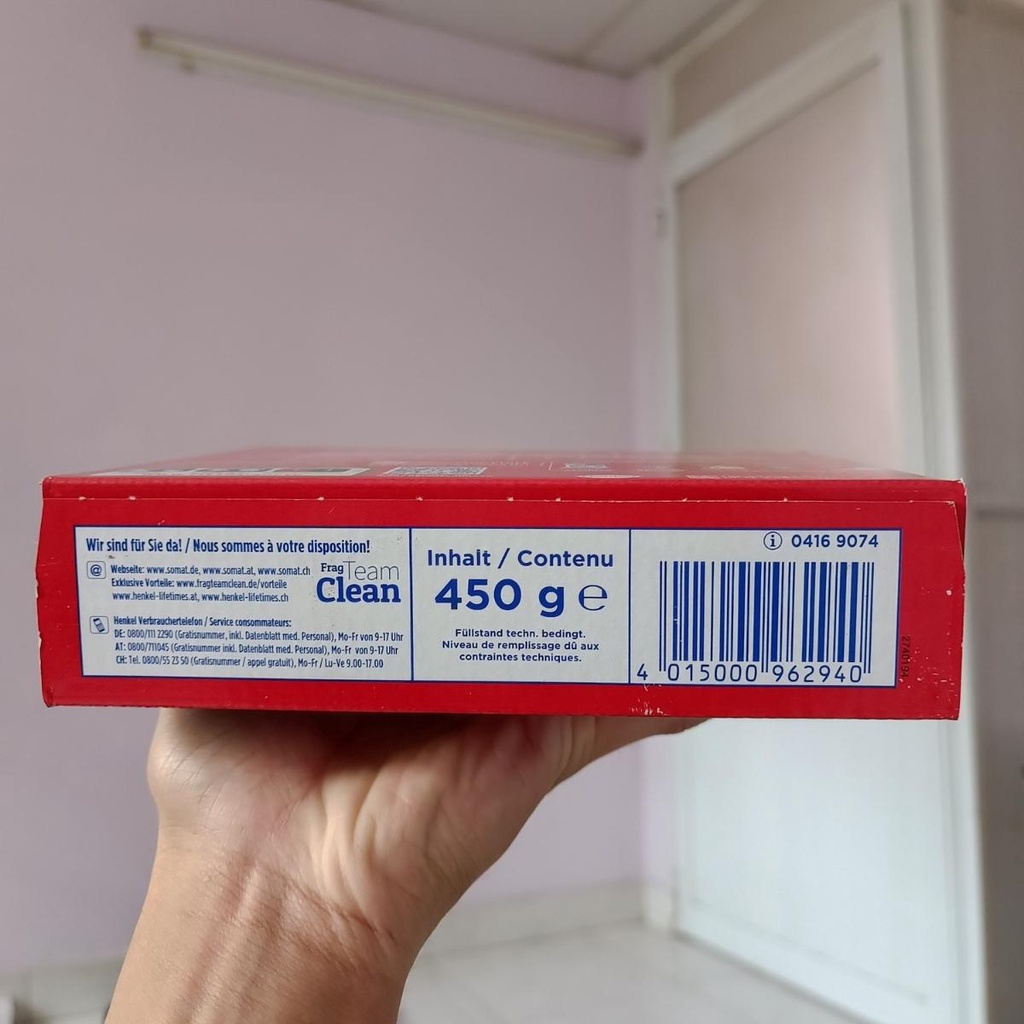 Wir sind für Sie da! / Nous sommes à votre disposition!
@ Webseite: www.somat.de, www.somat.at, www.somat.ch
Exklusive Vorteile: www.fragteamclean.de/vorteile
www.henkel-lifetimes.at, www.henkel-lifetimes.ch
Frag Team
Clean
Henkel Verbrauchertelefon / Service consommateurs:
DE: 0800/111 2290 (Gratisnummer, inkl. Datenblatt med. Personal), Mo-Fr von 9-17 Uhr
AT: 0800/711045 (Gratisnummer inkl. Datenblatt med. Personal), Mo-Fr von 9-17 Uhr
CH: Tel. 0800/55 23 50 (Gratisnummer / appel gratuit), Mo-Fr / Lu-Ve 9.00-17.00
Inhalt / Contenu
450 g ℮
Füllstand techn. bedingt.
Niveau de remplissage dû aux
contraintes techniques.
i 0416 9074
4 015000 962940
2740194